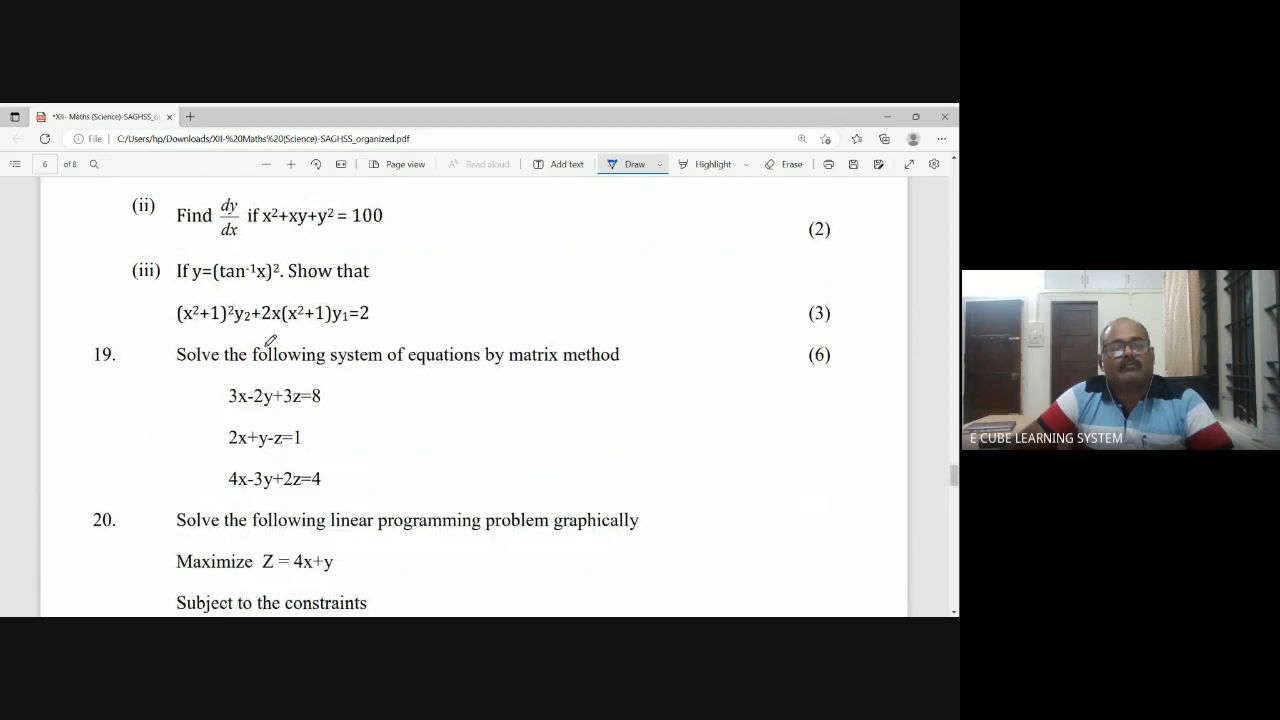 *XII- Maths (Science)-SAGHSS_o
File C:/Users/hp/Downloads/XII-%20Maths%20(Science)-SAGHSS_organized.pdf
6 of 8 Page view Read aloud Add text Draw Highlight Erase
(ii) Find dy/dx if x²+xy+y² = 100 (2)
(iii) If y=(tan⁻¹x)². Show that
(x²+1)²y₂+2x(x²+1)y₁=2 (3)
19. Solve the following system of equations by matrix method (6)
3x-2y+3z=8
2x+y-z=1
4x-3y+2z=4
20. Solve the following linear programming problem graphically
Maximize Z = 4x+y
Subject to the constraints
E CUBE LEARNING SYSTEM